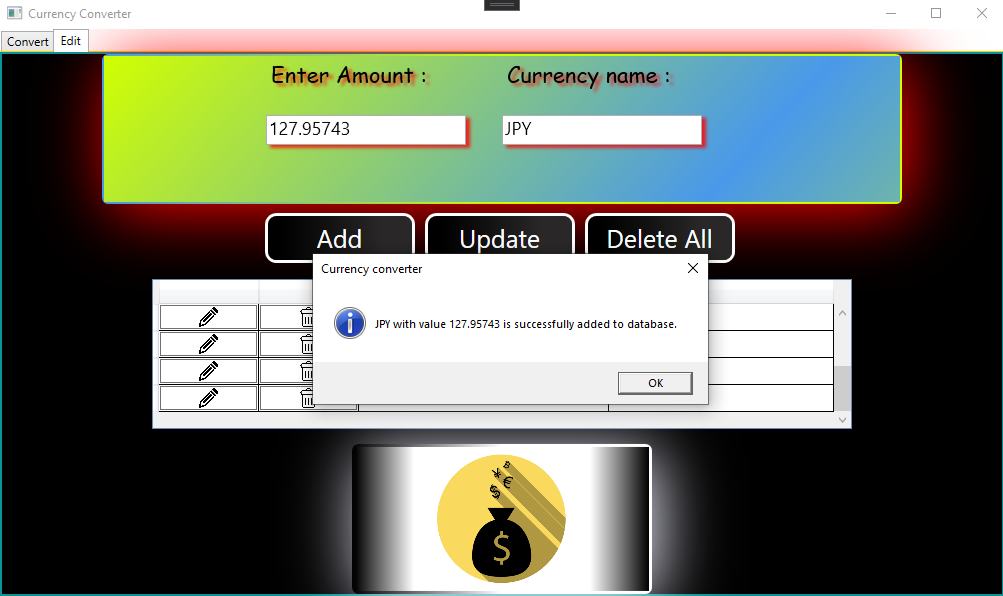 Currency Converter
Convert Edit
Enter Amount : Currency name :
127.95743 JPY
Add Update Delete All
Currency converter
JPY with value 127.95743 is successfully added to database.
OK
$
¥
€
$
$